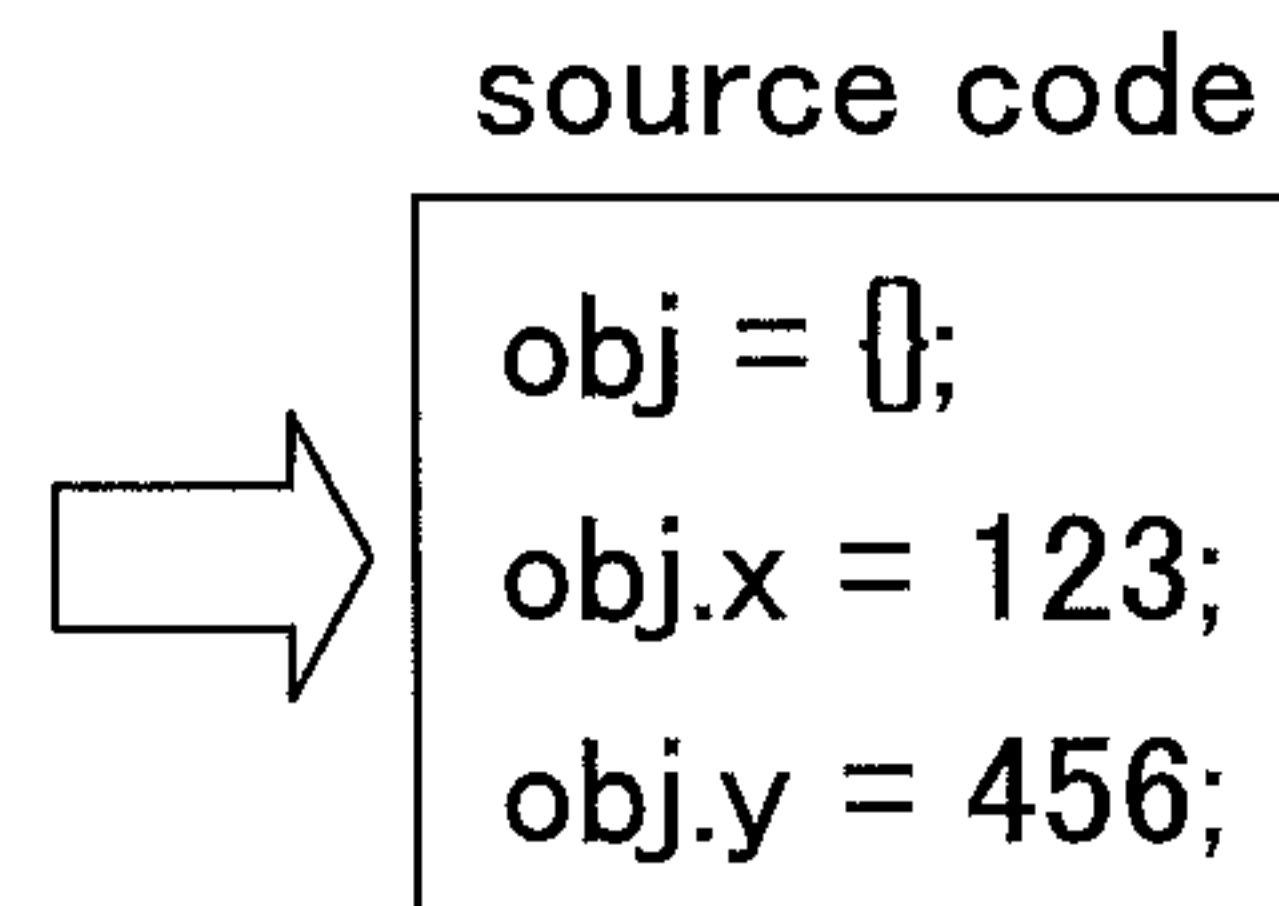 source code
obj = {};
obj.x = 123;
obj.y = 456;